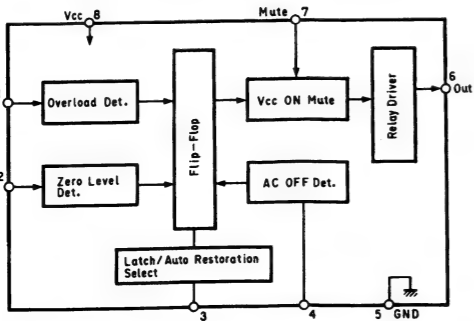 Vcc 8
Mute 7
Overload Det.
Flip-Flop
Vcc ON Mute
Relay Driver
6
Out
2
Zero Level
Det.
AC OFF Det.
Latch/Auto Restoration
Select
3
4
5 GND